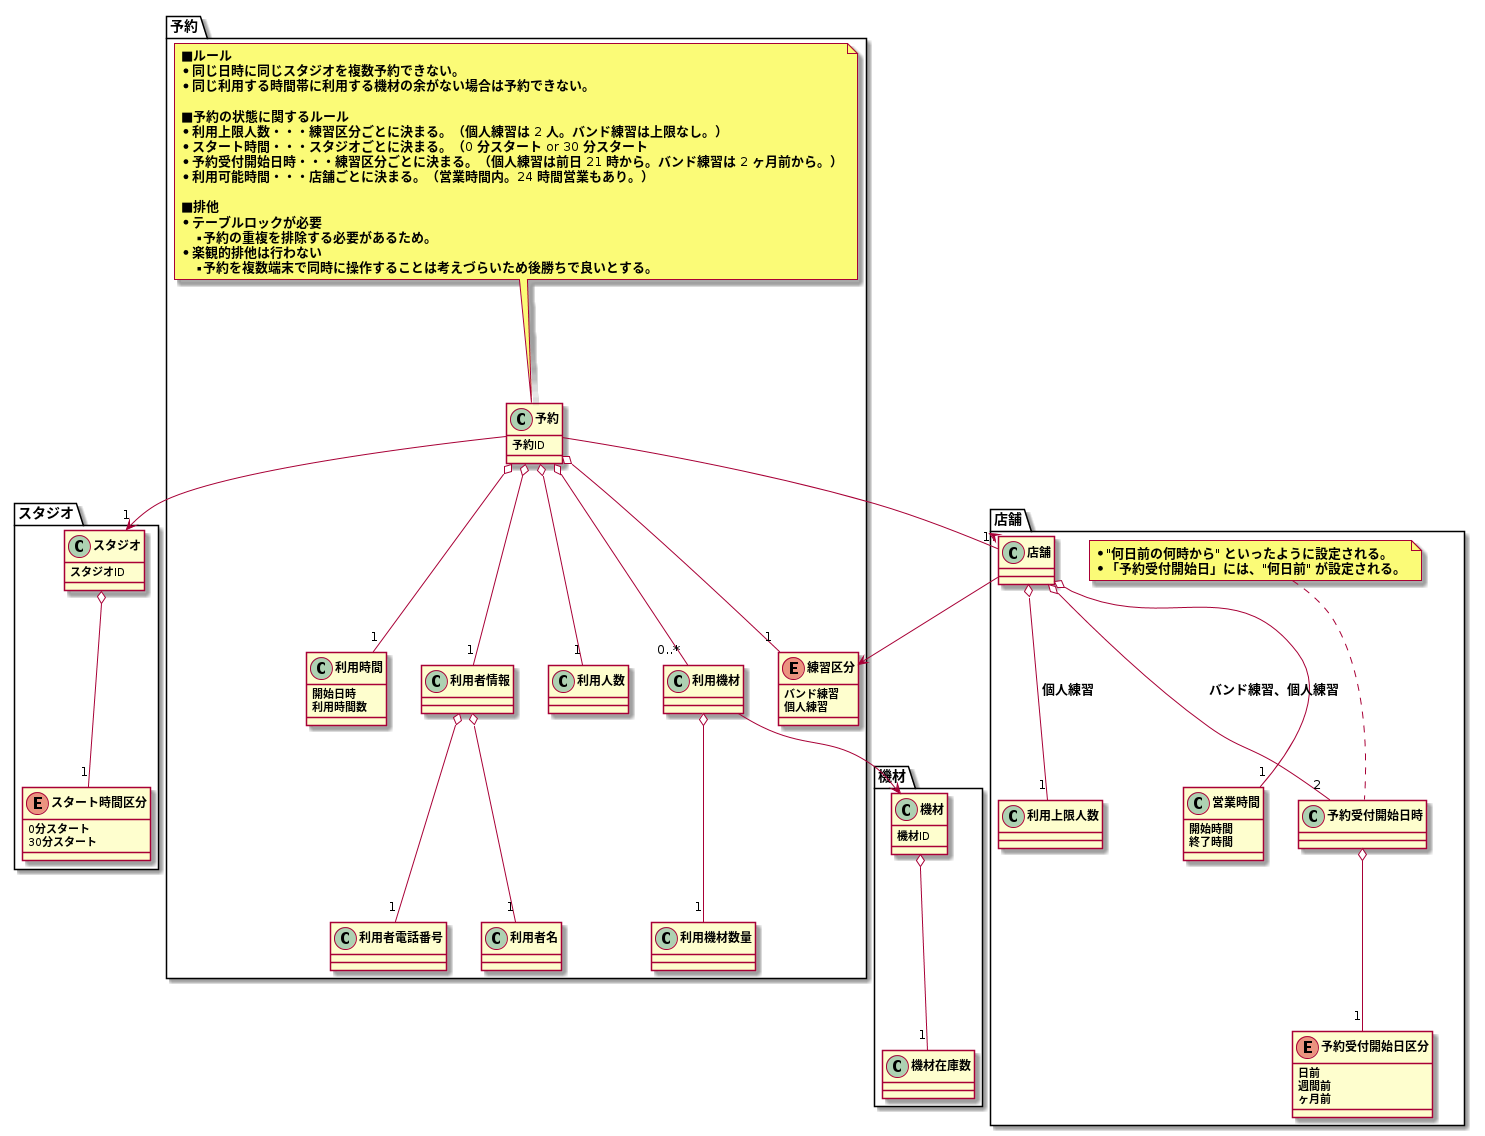 予約
■ルール
• 同じ日時に同じスタジオを複数予約できない。
• 同じ利用する時間帯に利用する機材の余がない場合は予約できない。
■予約の状態に関するルール
• 利用上限人数・・・練習区分ごとに決まる。（個人練習は 2 人。バンド練習は上限なし。）
• スタート時間・・・スタジオごとに決まる。（0 分スタート or 30 分スタート
• 予約受付開始日時・・・練習区分ごとに決まる。（個人練習は前日 21 時から。バンド練習は 2 ヶ月前から。）
• 利用可能時間・・・店舗ごとに決まる。（営業時間内。24 時間営業もあり。）
■排他
• テーブルロックが必要
▪ 予約の重複を排除する必要があるため。
• 楽観的排他は行わない
▪ 予約を複数端末で同時に操作することは考えづらいため後勝ちで良いとする。
C 予約
予約ID
スタジオ
1
C スタジオ
スタジオID
1
E スタート時間区分
0分スタート
30分スタート
店舗
1
C 店舗
• "何日前の何時から" といったように設定される。
• 「予約受付開始日」には、"何日前" が設定される。
1
C 利用時間
開始日時
利用時間数
1
C 利用者情報
1
C 利用人数
0..*
C 利用機材
1
E 練習区分
バンド練習
個人練習
個人練習
バンド練習、個人練習
1
C 利用上限人数
1
C 営業時間
開始時間
終了時間
2
C 予約受付開始日時
機材
C 機材
機材ID
1
C 利用者電話番号
1
C 利用者名
1
C 利用機材数量
1
C 機材在庫数
1
E 予約受付開始日区分
日前
週間前
ヶ月前